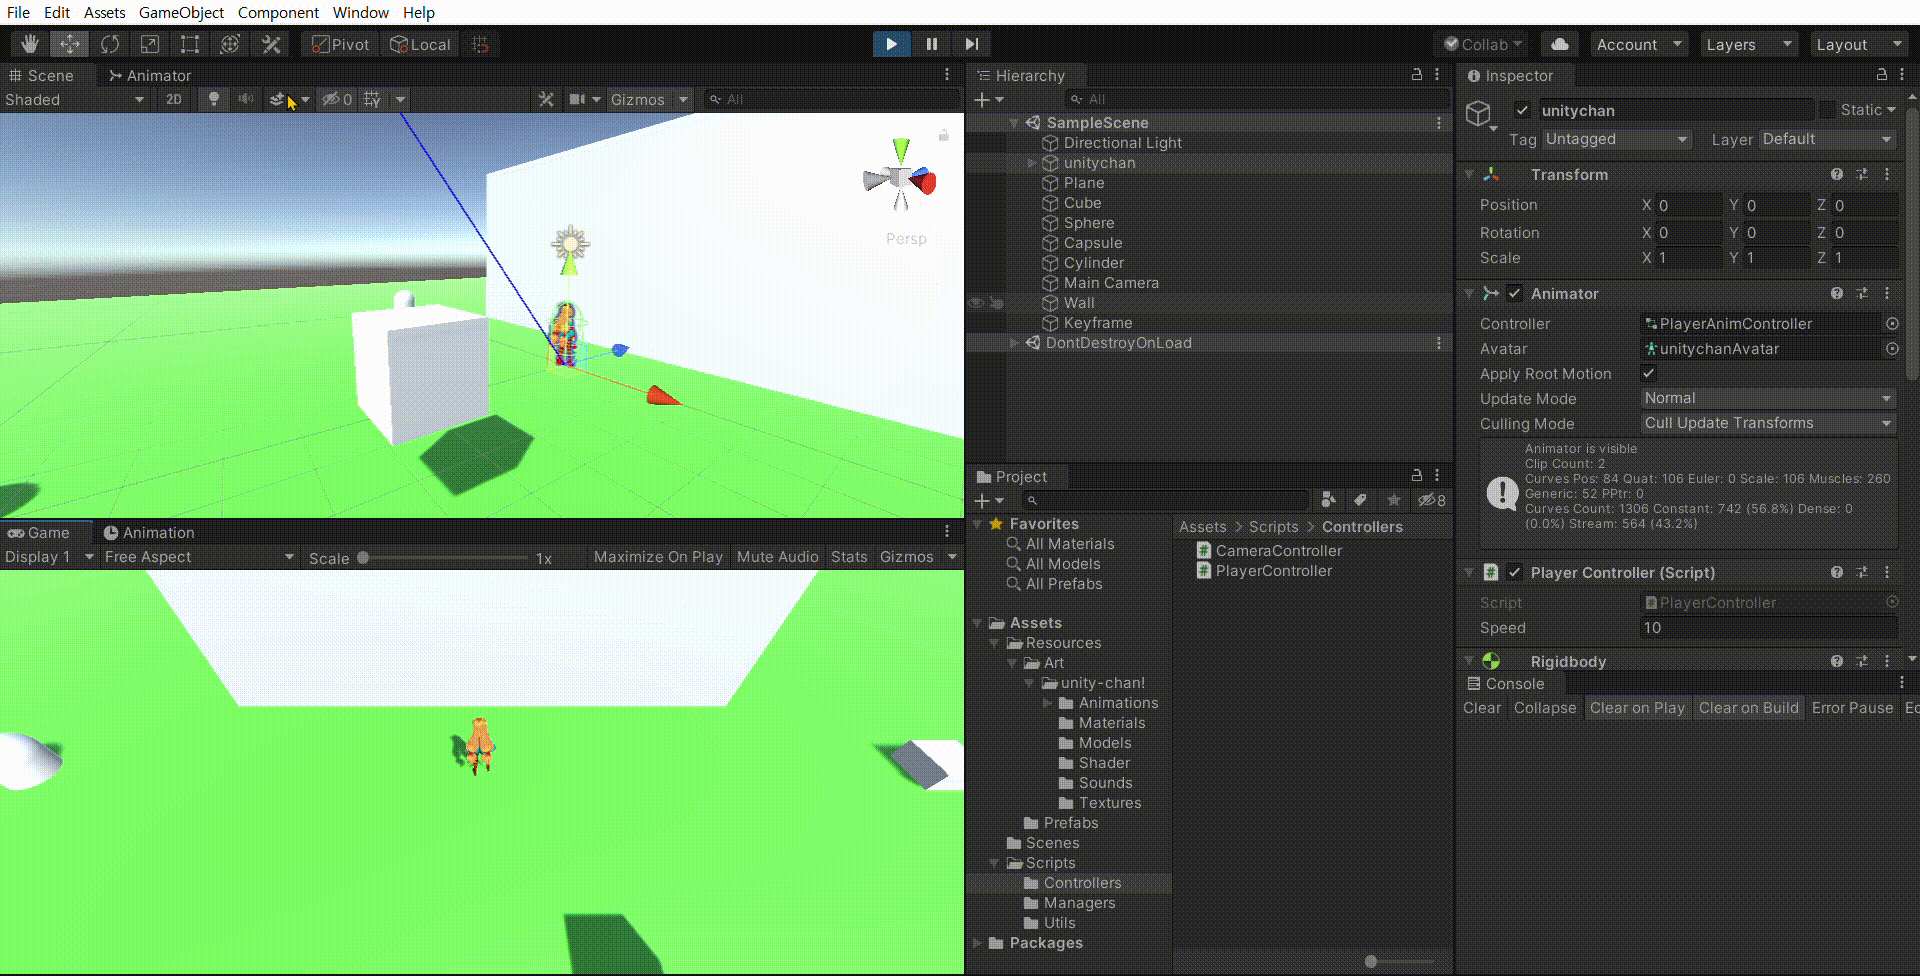 File Edit Assets GameObject Component Window Help
Pivot Local
Collab Account Layers Layout
Scene Animator
Shaded 2D 0 Gizmos All
Persp
Game Animation
Display 1 Free Aspect Scale 1x Maximize On Play Mute Audio Stats Gizmos
Hierarchy
All
SampleScene
Directional Light
unitychan
Plane
Cube
Sphere
Capsule
Cylinder
Main Camera
Wall
Keyframe
DontDestroyOnLoad
Project
8
Favorites
All Materials
All Models
All Prefabs
Assets
Resources
Art
unity-chan!
Animations
Materials
Models
Shader
Sounds
Textures
Prefabs
Scenes
Scripts
Controllers
Managers
Utils
Packages
Assets > Scripts > Controllers
CameraController
PlayerController
Inspector
unitychan Static
Tag Untagged Layer Default
Transform
Position X 0 Y 0 Z 0
Rotation X 0 Y 0 Z 0
Scale X 1 Y 1 Z 1
Animator
Controller PlayerAnimController
Avatar unitychanAvatar
Apply Root Motion
Update Mode Normal
Culling Mode Cull Update Transforms
Animator is visible
Clip Count: 2
Curves Pos: 84 Quat: 106 Euler: 0 Scale: 106 Muscles: 260
Generic: 52 PPtr: 0
Curves Count: 1306 Constant: 742 (56.8%) Dense: 0
(0.0%) Stream: 564 (43.2%)
Player Controller (Script)
Script PlayerController
Speed 10
Rigidbody
Console
Clear Collapse Clear on Play Clear on Build Error Pause